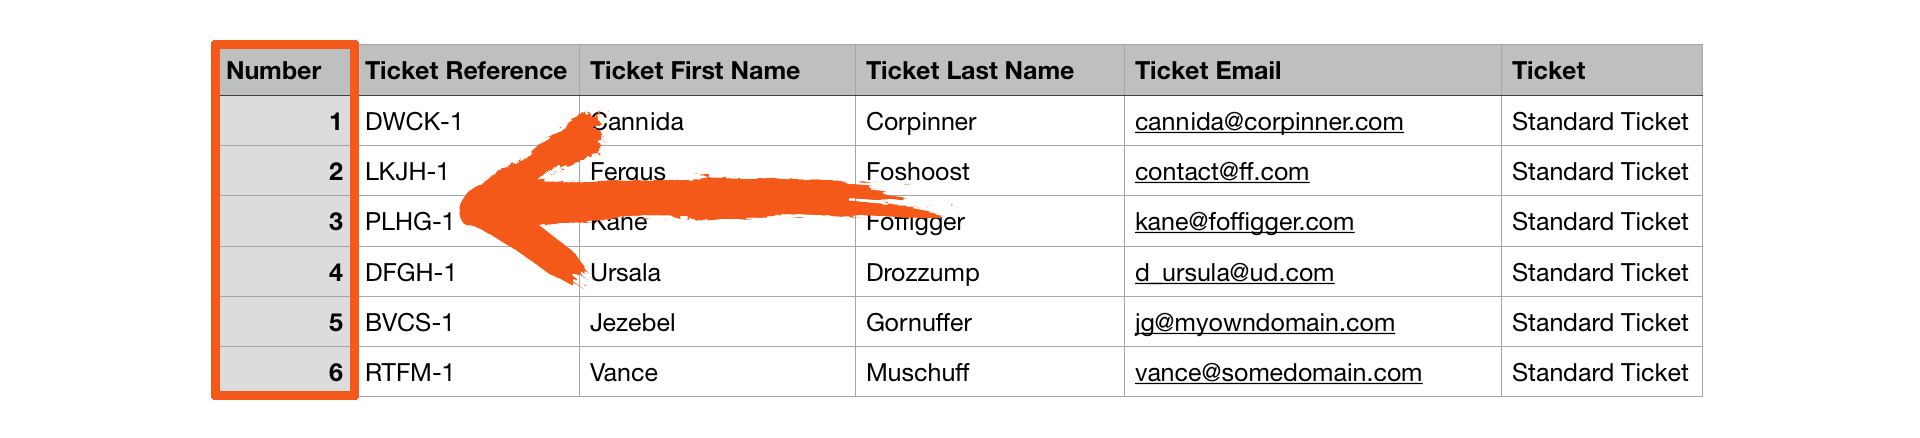 Number Ticket Reference Ticket First Name Ticket Last Name Ticket Email Ticket
1 DWCK-1 Cannida Corpinner cannida@corpinner.com Standard Ticket
2 LKJH-1 Fergus Foshoost contact@ff.com Standard Ticket
3 PLHG-1 Kane Foffigger kane@foffigger.com Standard Ticket
4 DFGH-1 Ursala Drozzump d_ursula@ud.com Standard Ticket
5 BVCS-1 Jezebel Gornuffer jg@myowndomain.com Standard Ticket
6 RTFM-1 Vance Muschuff vance@somedomain.com Standard Ticket